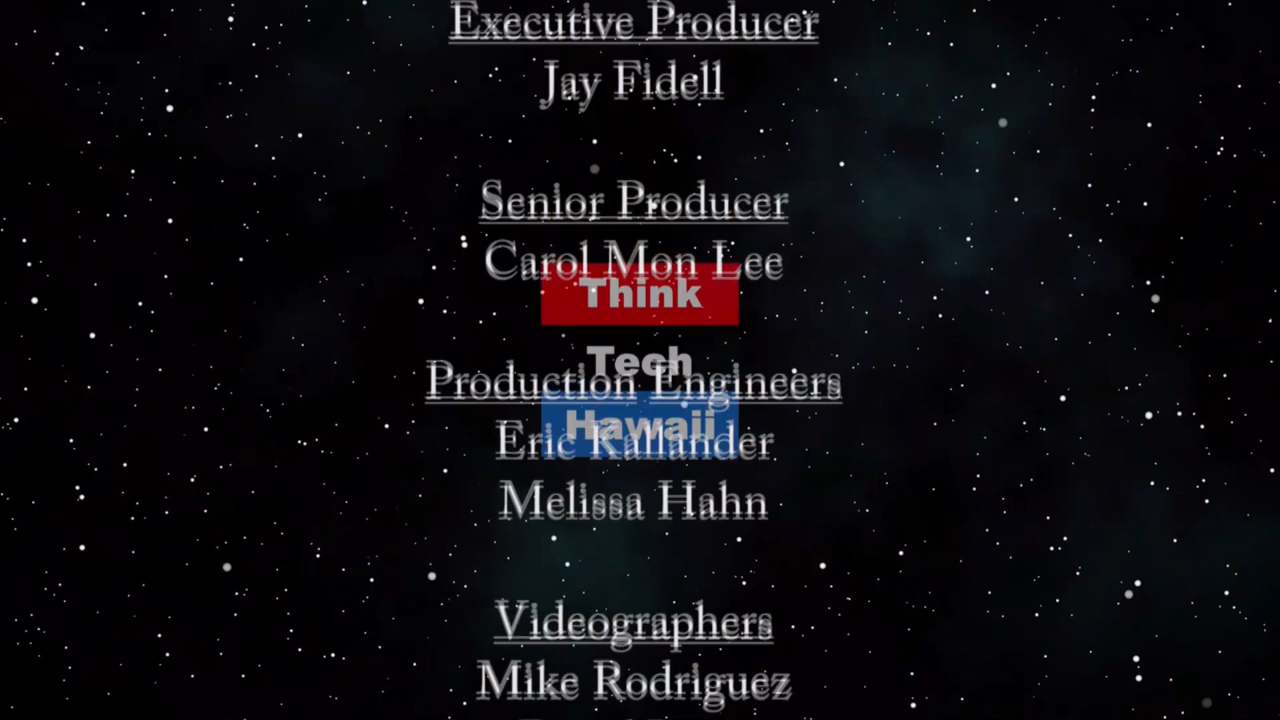 Executive Producer
Jay Fidell
Senior Producer
Carol Mon Lee
Think
Tech
Production Engineers
Hawaii
Eric Kallander
Melissa Hahn
Videographers
Mike Rodriguez